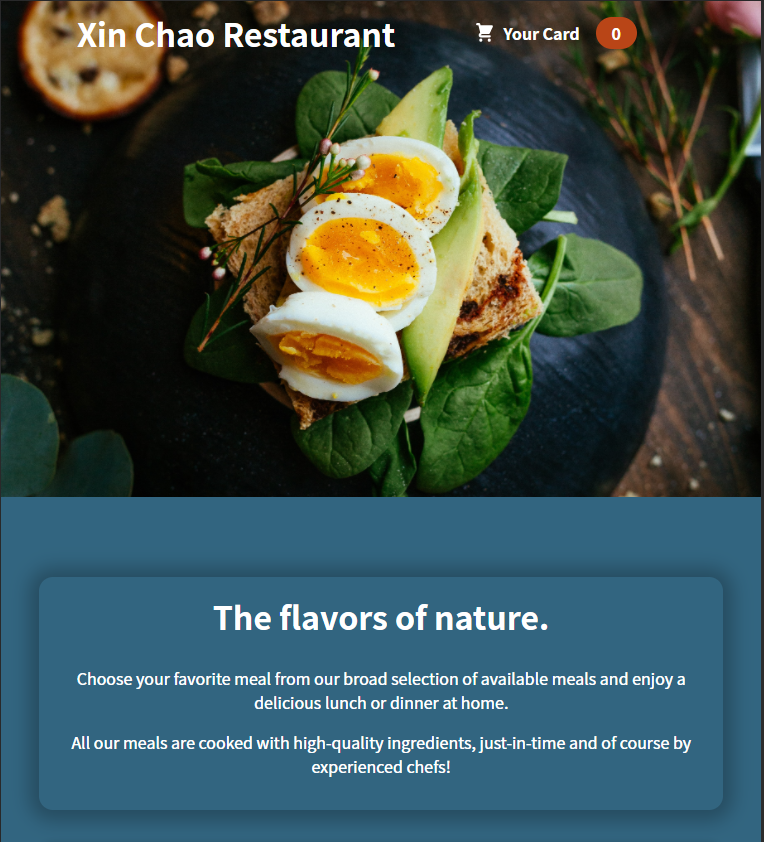 Xin Chao Restaurant
Your Card 0
The flavors of nature.
Choose your favorite meal from our broad selection of available meals and enjoy a
delicious lunch or dinner at home.
All our meals are cooked with high-quality ingredients, just-in-time and of course by
experienced chefs!